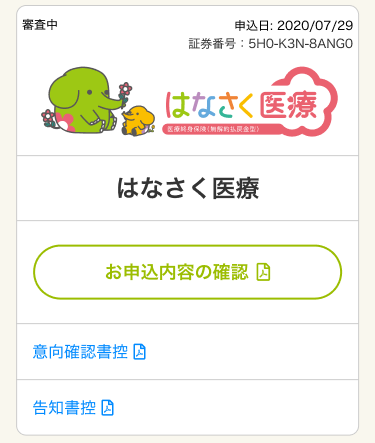 審査中
申込日: 2020/07/29
証券番号：5H0-K3N-8ANG0
はなさく医療
医療終身保険（無解約払戻金型）
はなさく医療
お申込内容の確認
意向確認書控
告知書控